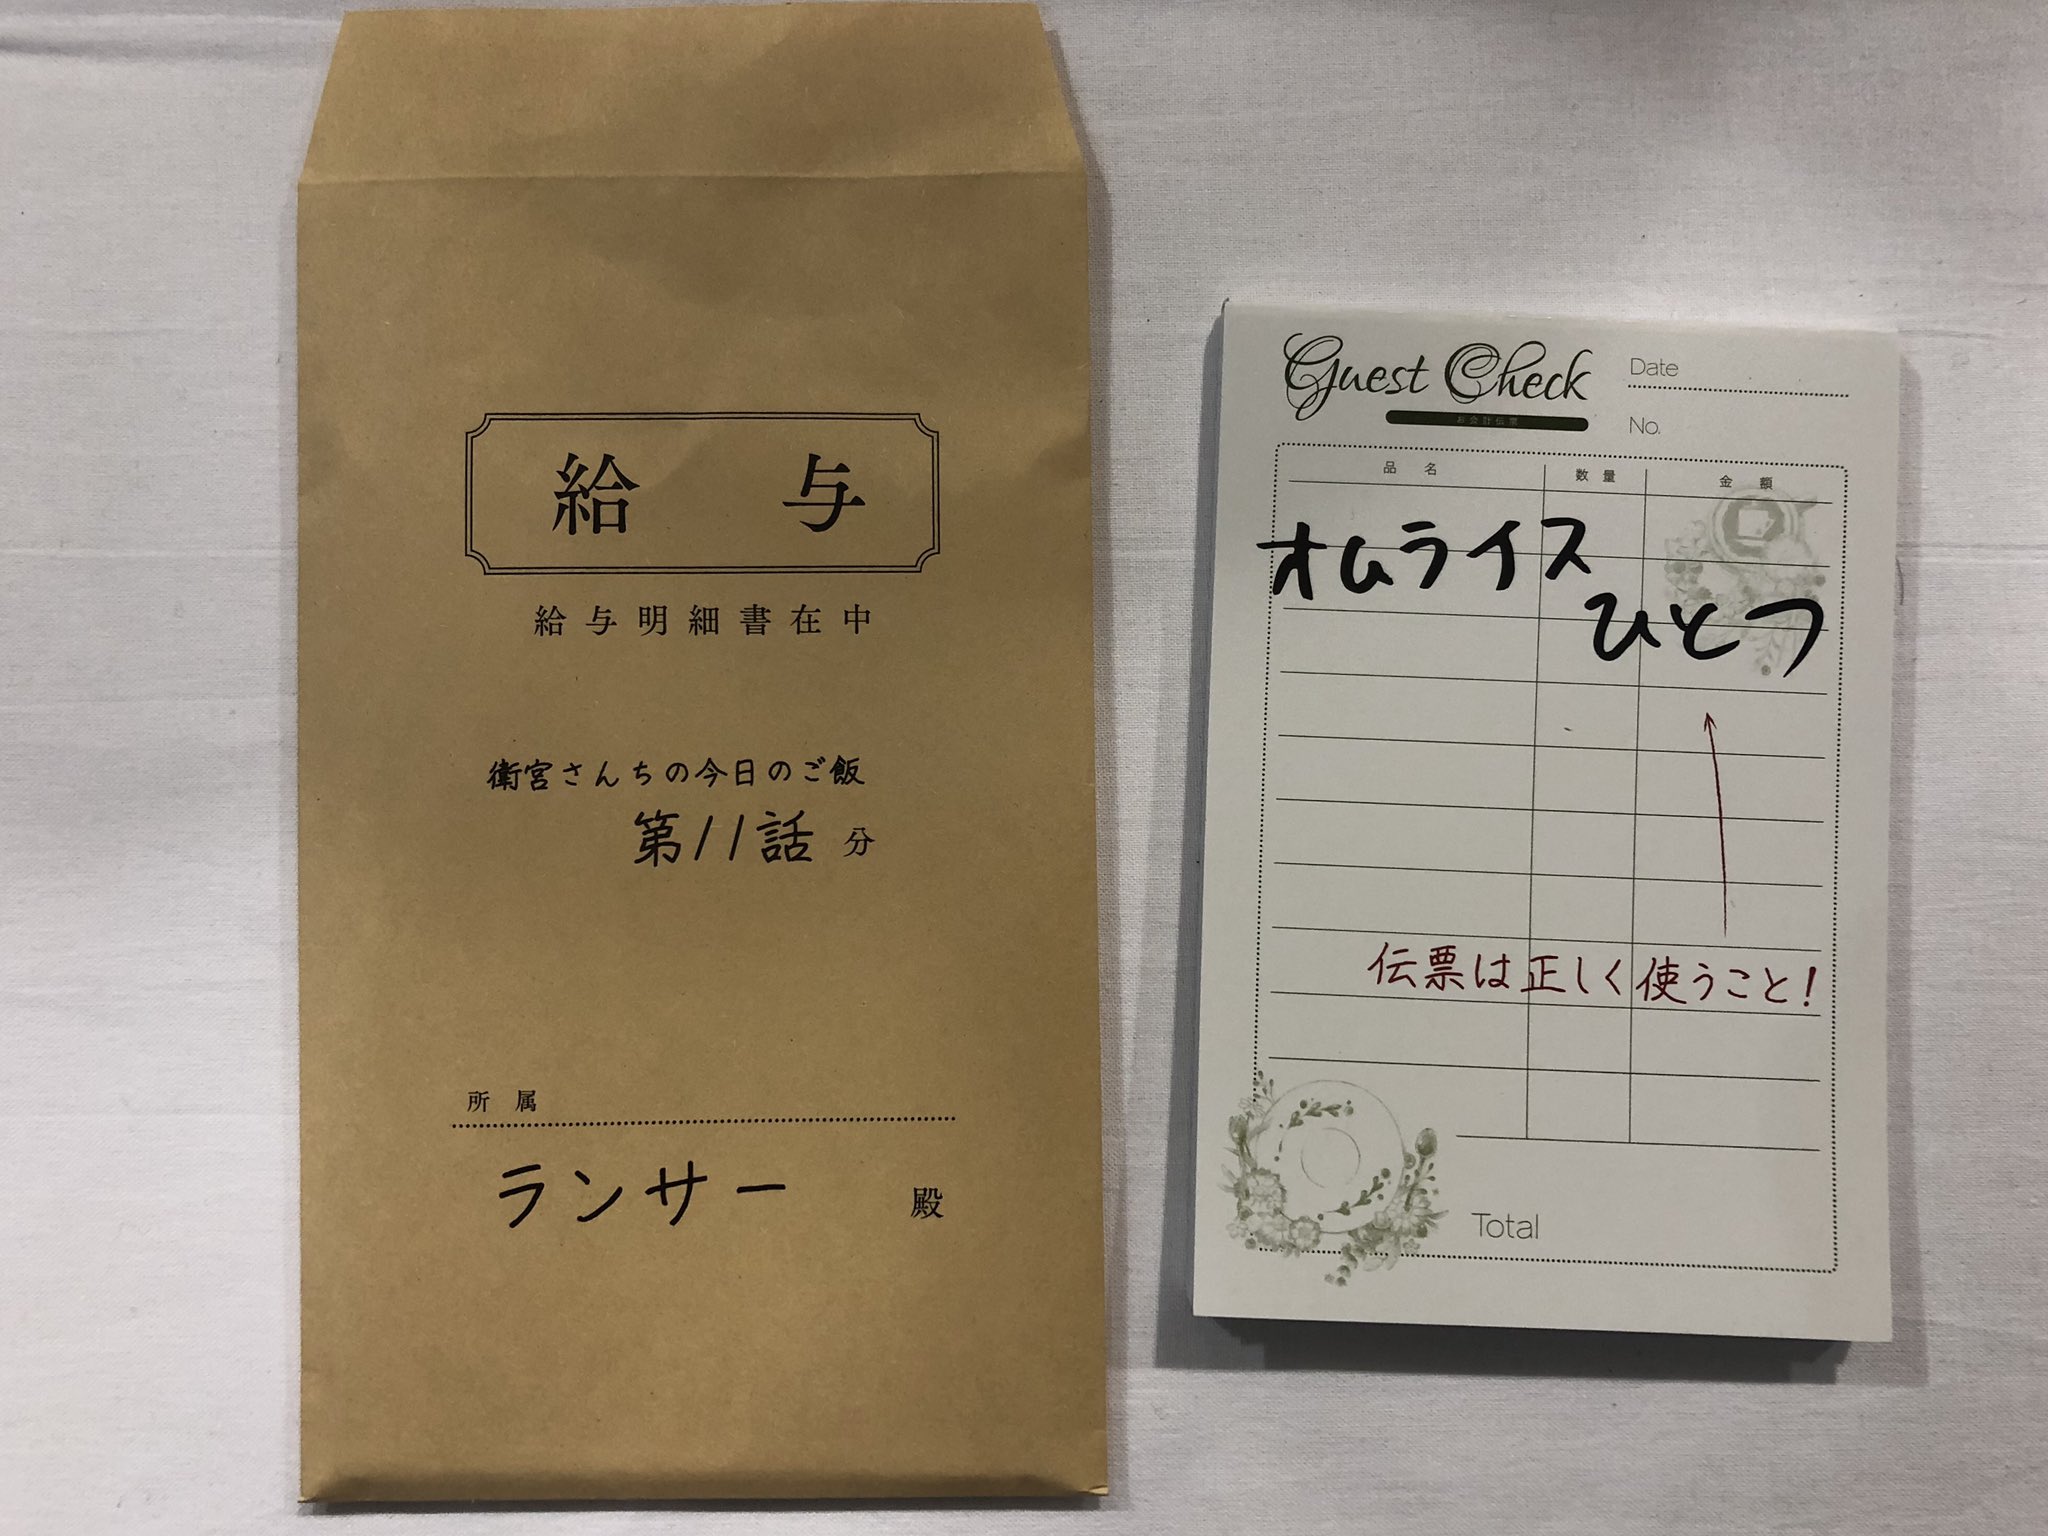 給与
給与明細書在中
衛宮さんちの今日のご飯
第11話 分
所属
ランサー 殿
Guest Check
お会計伝票
Date
No.
品名 数量 金額
オムライス
ひとつ
伝票は正しく使うこと!
Total